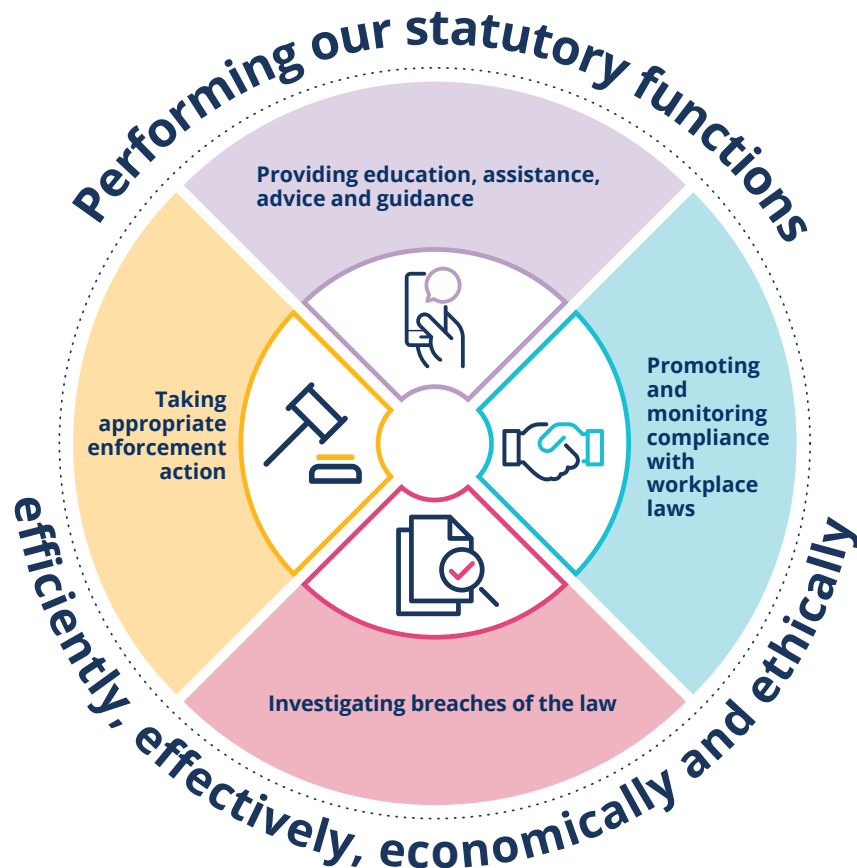 Performing our statutory functions
Providing education, assistance,
advice and guidance
Promoting
and
monitoring
compliance
with
workplace
laws
Investigating breaches of the law
Taking
appropriate
enforcement
action
efficiently, effectively, economically and ethically